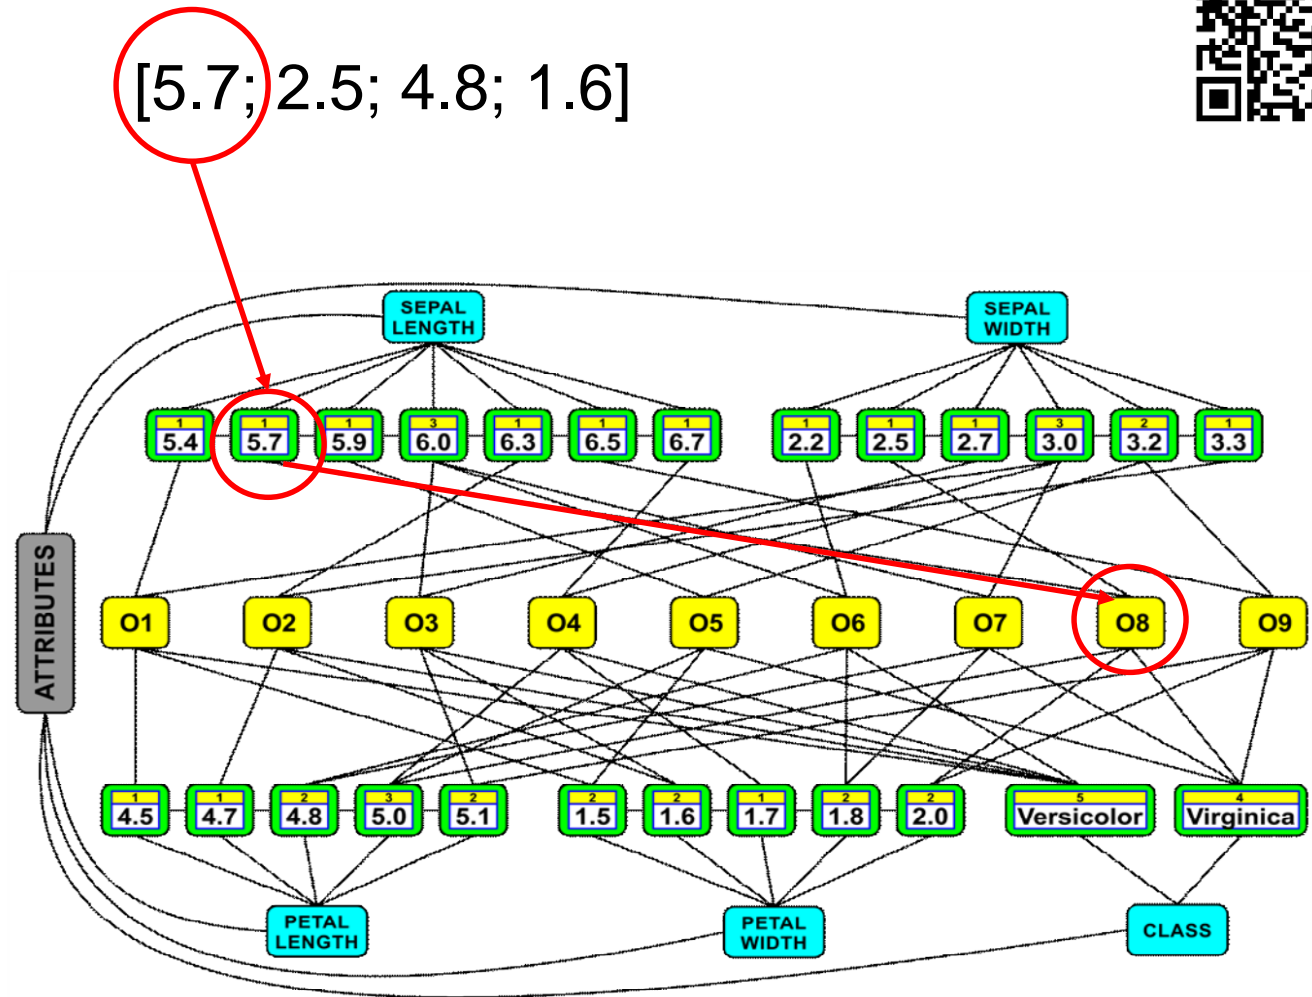 [5.7; 2.5; 4.8; 1.6]
SEPAL
LENGTH
SEPAL
WIDTH
1 1 1 3 1 1 1 1 1 1 3 2 1
5.4 5.7 5.9 6.0 6.3 6.5 6.7 2.2 2.5 2.7 3.0 3.2 3.3
ATTRIBUTES
O1 O2 O3 O4 O5 O6 O7 O8 O9
1 1 2 3 2 2 2 1 2 2 5 4
4.5 4.7 4.8 5.0 5.1 1.5 1.6 1.7 1.8 2.0 Versicolor Virginica
PETAL
LENGTH
PETAL
WIDTH
CLASS